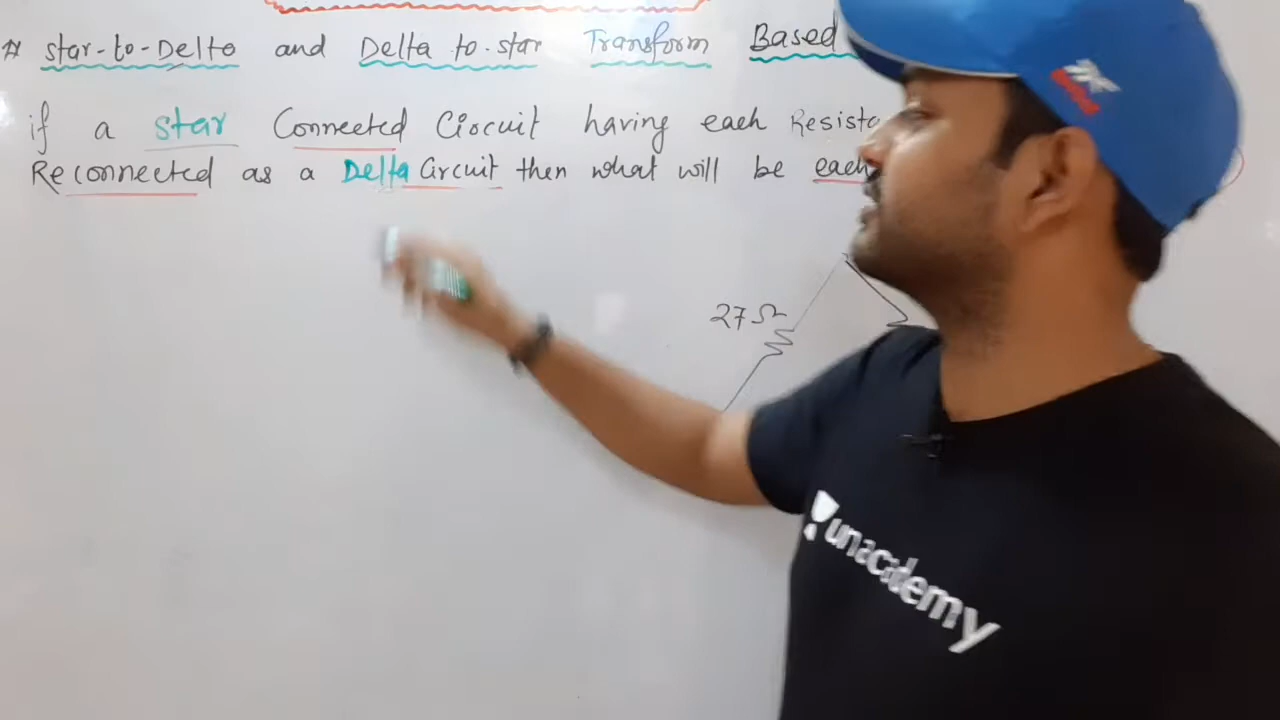 # star-to-Delta and Delta to-star Transform Based
if a star Connected Circuit having each Resista
Reconnected as a Delta Circuit then what will be each
27Ω
unacademy